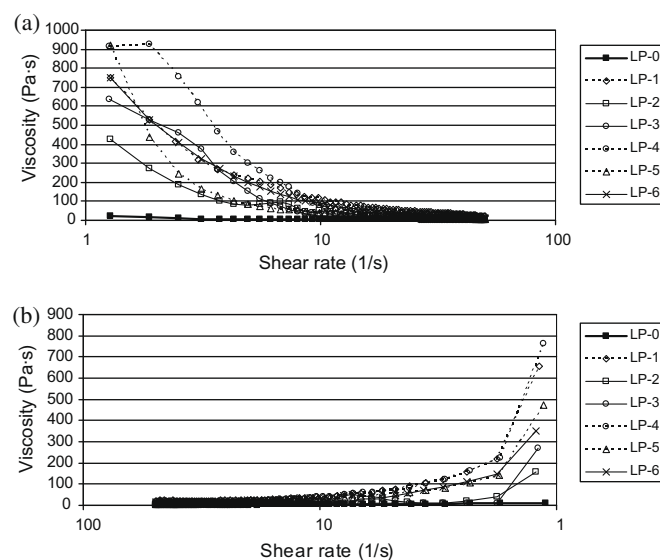 (a)
Viscosity (Pa·s)
1000
900
800
700
600
500
400
300
200
100
0
1
10
100
Shear rate (1/s)
LP-0
LP-1
LP-2
LP-3
LP-4
LP-5
LP-6
(b)
Viscosity (Pa·s)
900
800
700
600
500
400
300
200
100
0
100
10
1
Shear rate (1/s)
LP-0
LP-1
LP-2
LP-3
LP-4
LP-5
LP-6